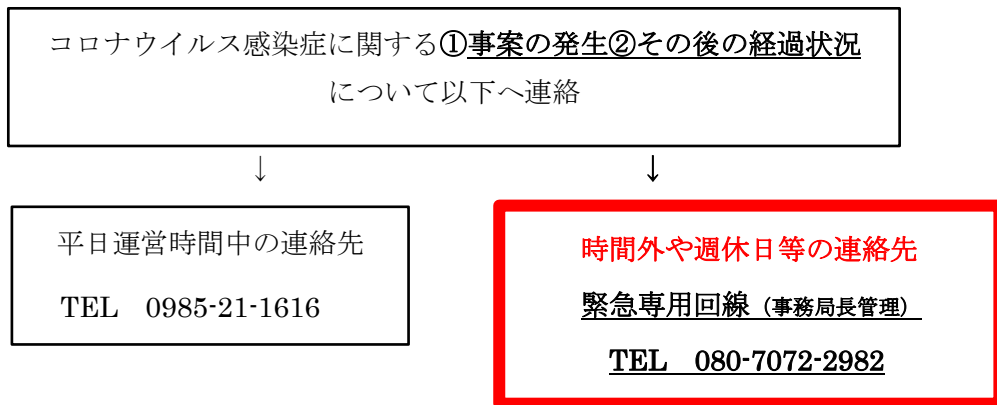 コロナウイルス感染症に関する①事案の発生②その後の経過状況
について以下へ連絡
↓
↓
平日運営時間中の連絡先
TEL　0985-21-1616
時間外や週休日等の連絡先
緊急専用回線（事務局長管理）
TEL　080-7072-2982